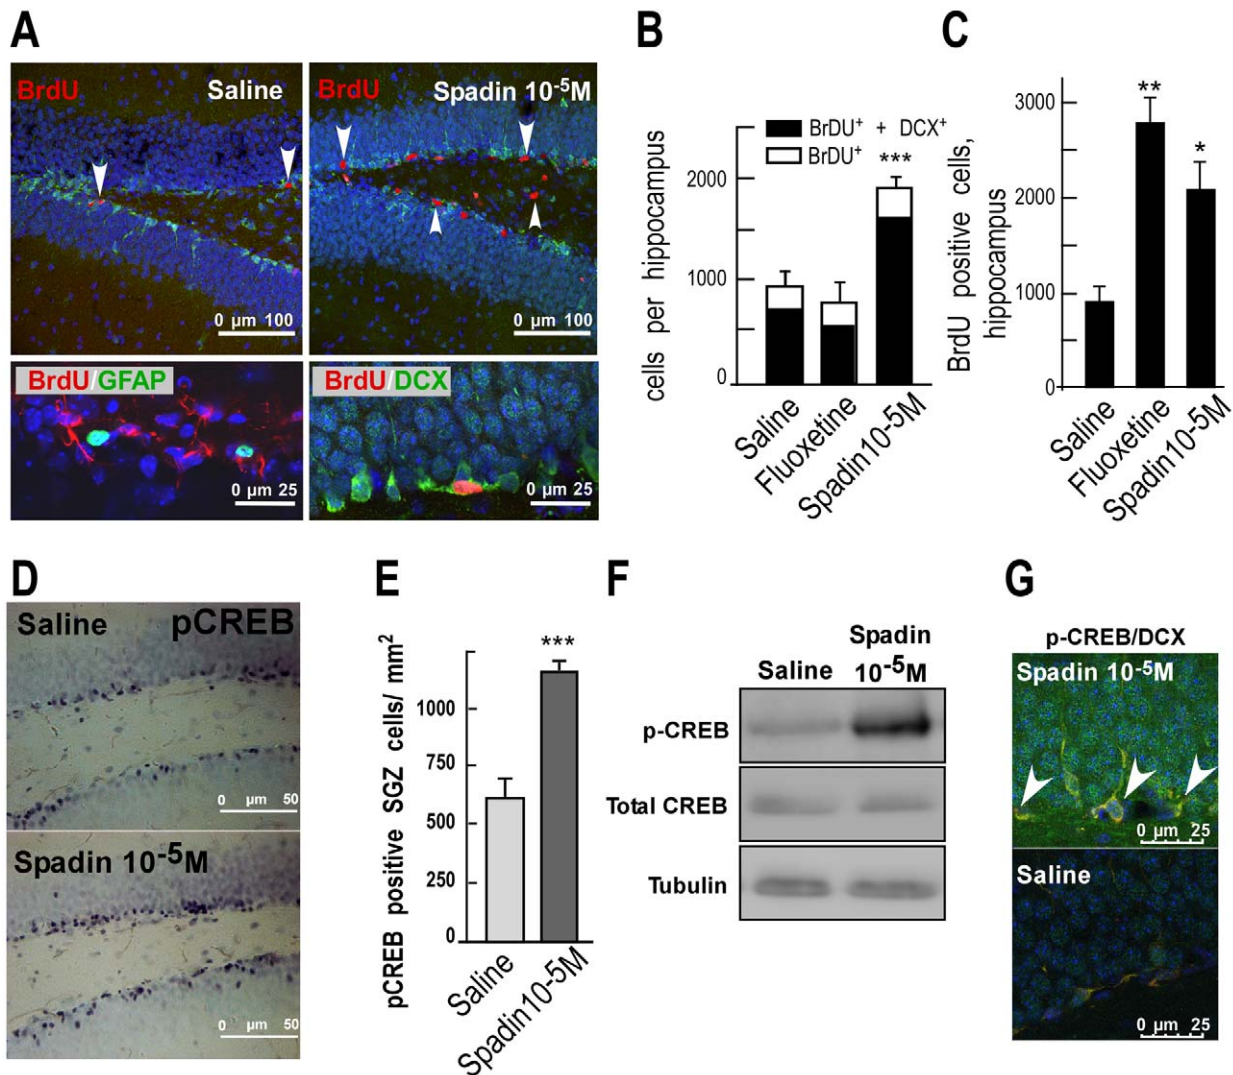 A
BrdU Saline
0 µm 100
BrdU Spadin 10-5M
0 µm 100
BrdU/GFAP
0 µm 25
BrdU/DCX
0 µm 25
B
cells per hippocampus
BrDU+ + DCX+
BrDU+
***
2000
1000
0
Saline
Fluoxetine
Spadin10-5M
C
BrdU positive cells,
hippocampus
3000
2000
1000
0
**
*
Saline
Fluoxetine
Spadin10-5M
D
Saline pCREB
0 µm 50
Spadin 10-5M
0 µm 50
E
pCREB positive SGZ cells/ mm2
***
1000
750
500
250
0
Saline
Spadin10-5M
F
Saline
Spadin
10-5M
p-CREB
Total CREB
Tubulin
G
p-CREB/DCX
Spadin 10-5M
0 µm 25
Saline
0 µm 25